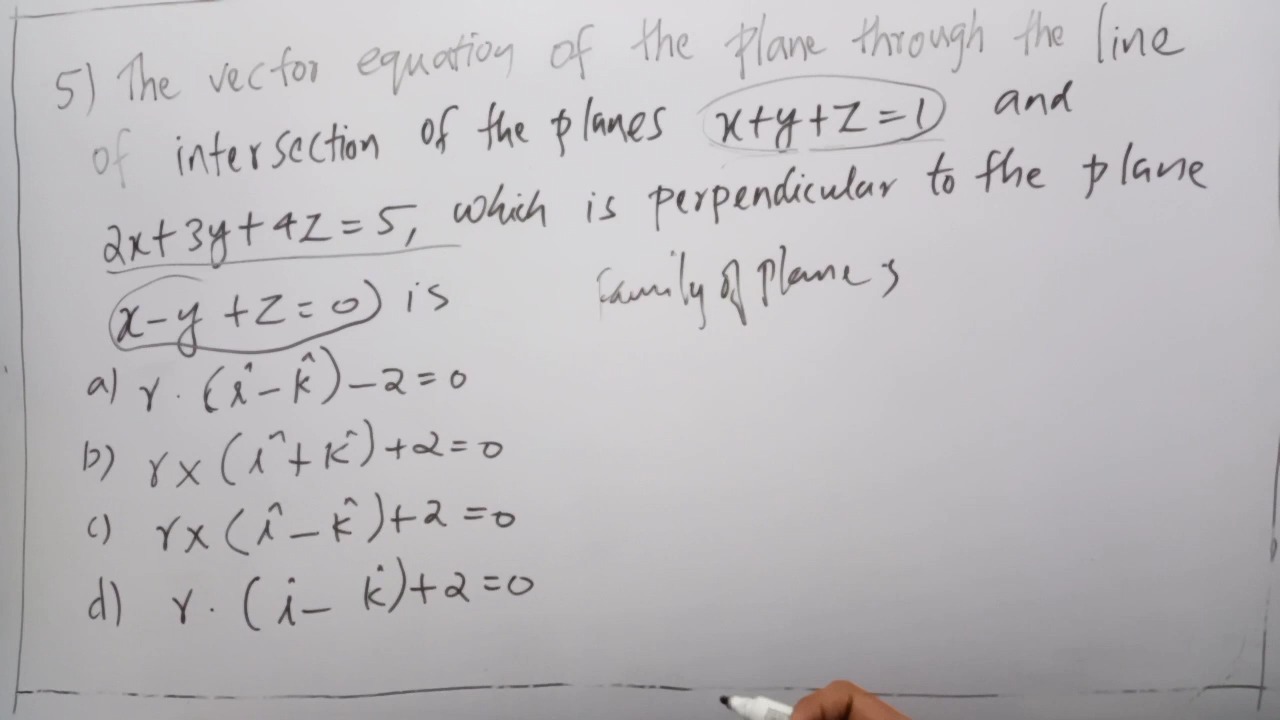 5) The vector equation of the plane through the line
of intersection of the planes x+y+z=1 and
2x+3y+4z=5, which is perpendicular to the plane
x-y+z=0 is
Family of planes
a) r. (î-k̂)-2=0
b) r×(î+k̂)+2=0
c) r×(î-k̂)+2=0
d) r. (i- k̂)+2=0